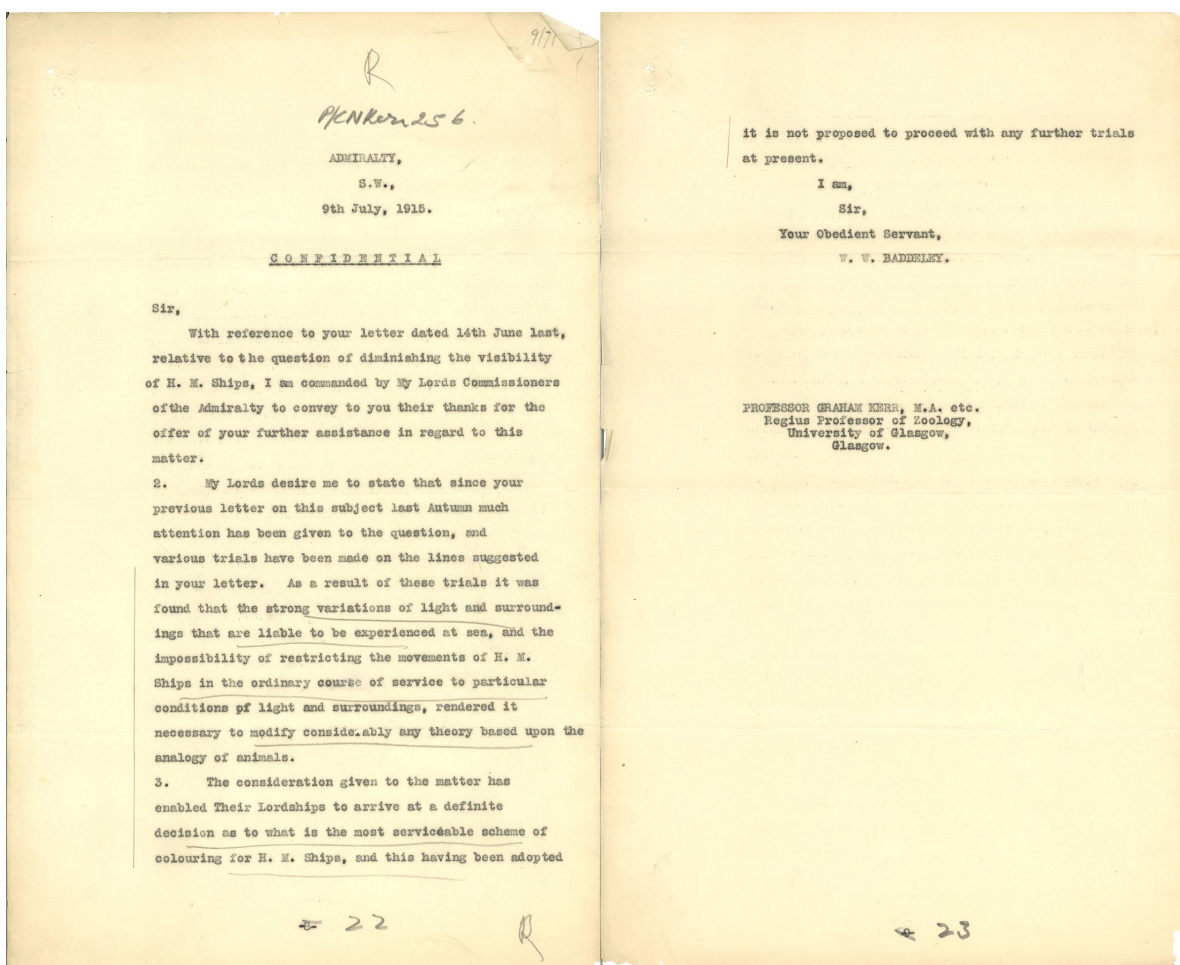 9/7/
R
P/CN Kerr 256.
ADMIRALTY,
S.W.,
9th July, 1915.
CONFIDENTIAL
Sir,
With reference to your letter dated 14th June last,
relative to the question of diminishing the visibility
of H. M. Ships, I am commanded by My Lords Commissioners
ofthe Admiralty to convey to you their thanks for the
offer of your further assistance in regard to this
matter.
2. My Lords desire me to state that since your
previous letter on this subject last Autumn much
attention has been given to the question, and
various trials have been made on the lines suggested
in your letter. As a result of these trials it was
found that the strong variations of light and surround-
ings that are liable to be experienced at sea, and the
impossibility of restricting the movements of H. M.
Ships in the ordinary course of service to particular
conditions of light and surroundings, rendered it
necessary to modify considerably any theory based upon the
analogy of animals.
3. The consideration given to the matter has
enabled Their Lordships to arrive at a definite
decision as to what is the most serviceable scheme of
colouring for H. M. Ships, and this having been adopted
22
R
it is not proposed to proceed with any further trials
at present.
I am,
Sir,
Your Obedient Servant,
W. W. BADDELEY.
PROFESSOR GRAHAM KERR, M.A. etc.
Regius Professor of Zoology,
University of Glasgow,
Glasgow.
23